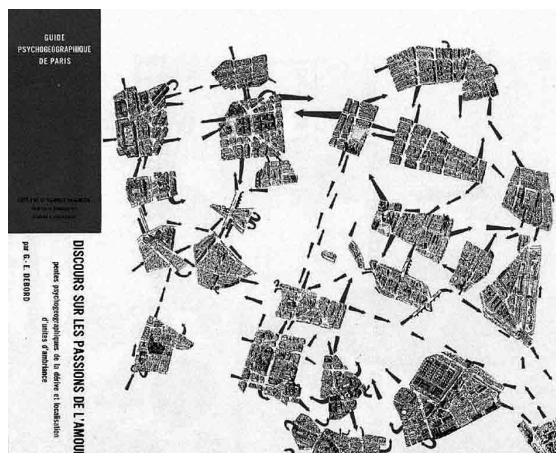 GUIDE
PSYCHOGEOGRAPHIQUE
DE PARIS
DISCOURS SUR LES PASSIONS DE L'AMOU
pentes psychogéographiques de la dérive et localisation
d'unités d'ambiance
par G.-E. DEBORD